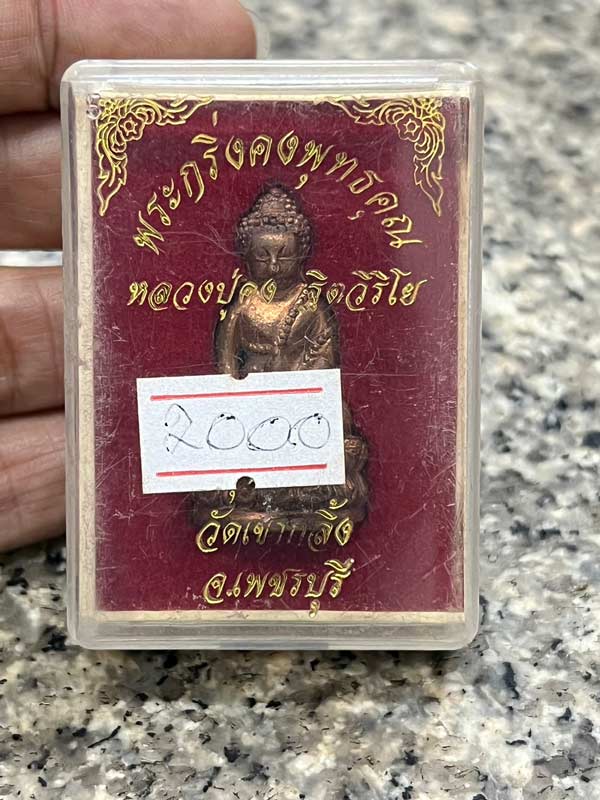 พระกริ่งคงพุทธคุณ
หลวงปู่คง ฐิตวิริโย
2000
วัดเขากลิ้ง
จ.เพชรบุรี